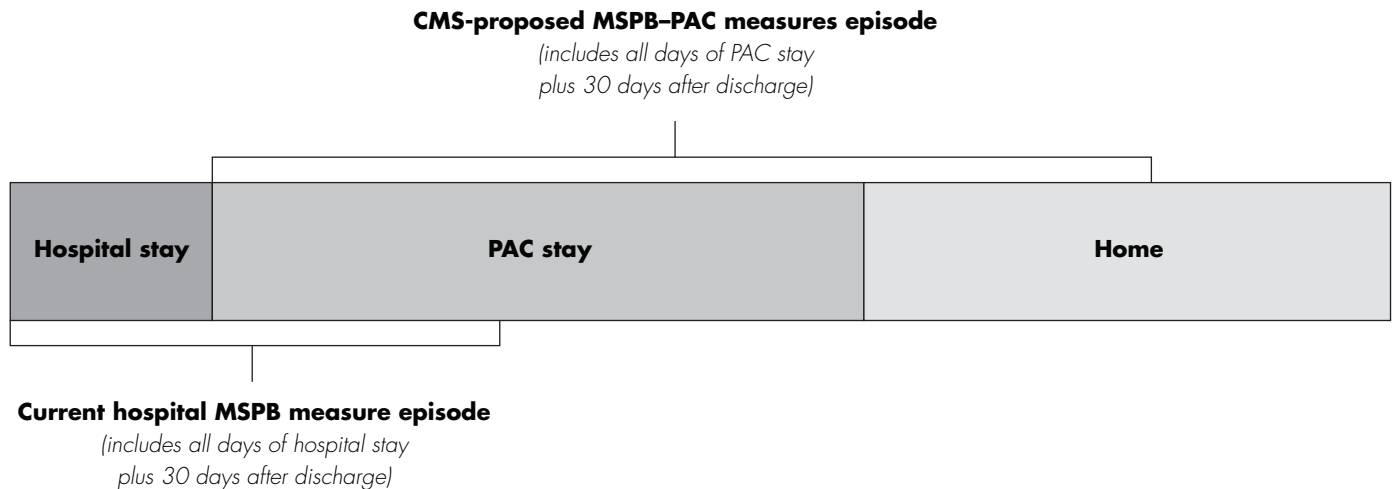 CMS-proposed MSPB–PAC measures episode
(includes all days of PAC stay
plus 30 days after discharge)
Hospital stay
PAC stay
Home
Current hospital MSPB measure episode
(includes all days of hospital stay
plus 30 days after discharge)